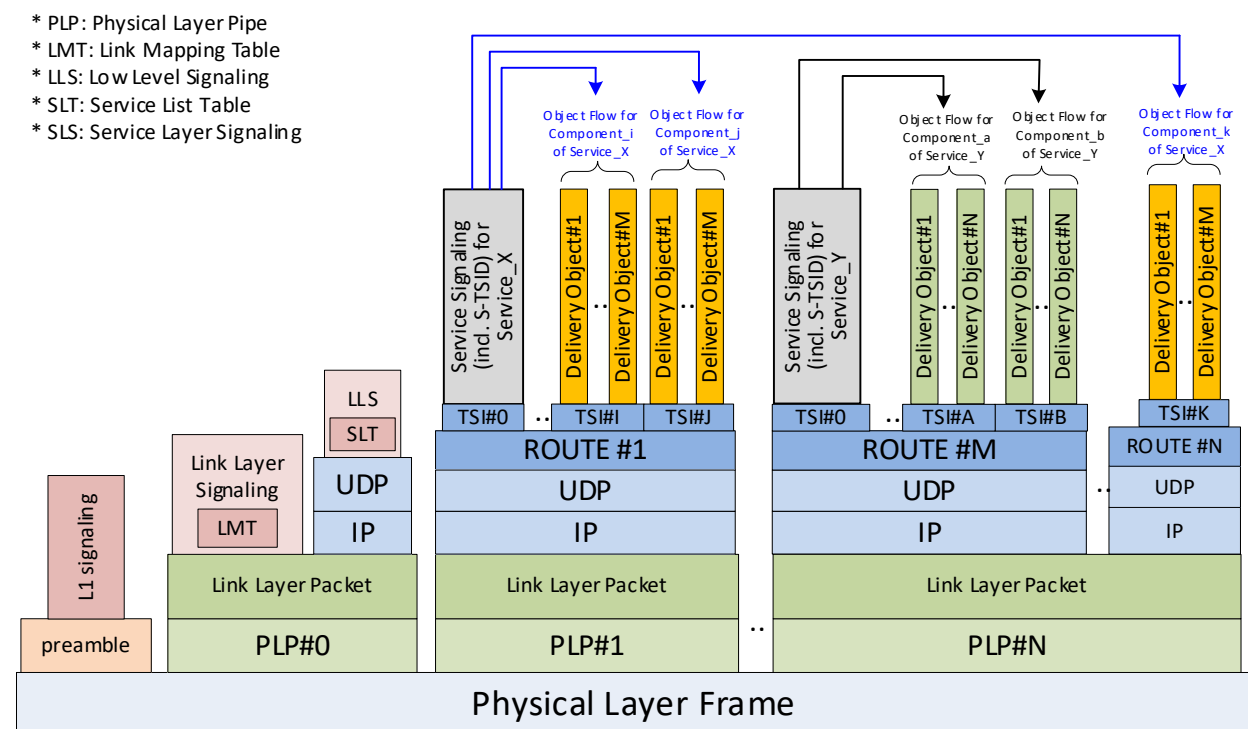 * PLP: Physical Layer Pipe
* LMT: Link Mapping Table
* LLS: Low Level Signaling
* SLT: Service List Table
* SLS: Service Layer Signaling
Object Flow for
Component_i
of Service_X
Object Flow for
Component_j
of Service_X
Object Flow for
Component_a
of Service_Y
Object Flow for
Component_b
of Service_Y
Object Flow for
Component_k
of Service_X
Service Signaling
(incl. S-TSID) for
Service_X
Delivery Object#1
..
Delivery Object#M
Delivery Object#1
..
Delivery Object#M
Service Signaling
(incl. S-TSID) for
Service_Y
Delivery Object#1
..
Delivery Object#N
Delivery Object#1
..
Delivery Object#N
Delivery Object#1
..
Delivery Object#M
LLS
SLT
TSI#0
..
TSI#I
TSI#J
TSI#0
..
TSI#A
TSI#B
TSI#K
ROUTE #1
ROUTE #M
ROUTE #N
Link Layer
Signaling
LMT
UDP
UDP
UDP
..
UDP
IP
IP
IP
IP
L1 signaling
Link Layer Packet
Link Layer Packet
Link Layer Packet
preamble
PLP#0
PLP#1
..
PLP#N
Physical Layer Frame